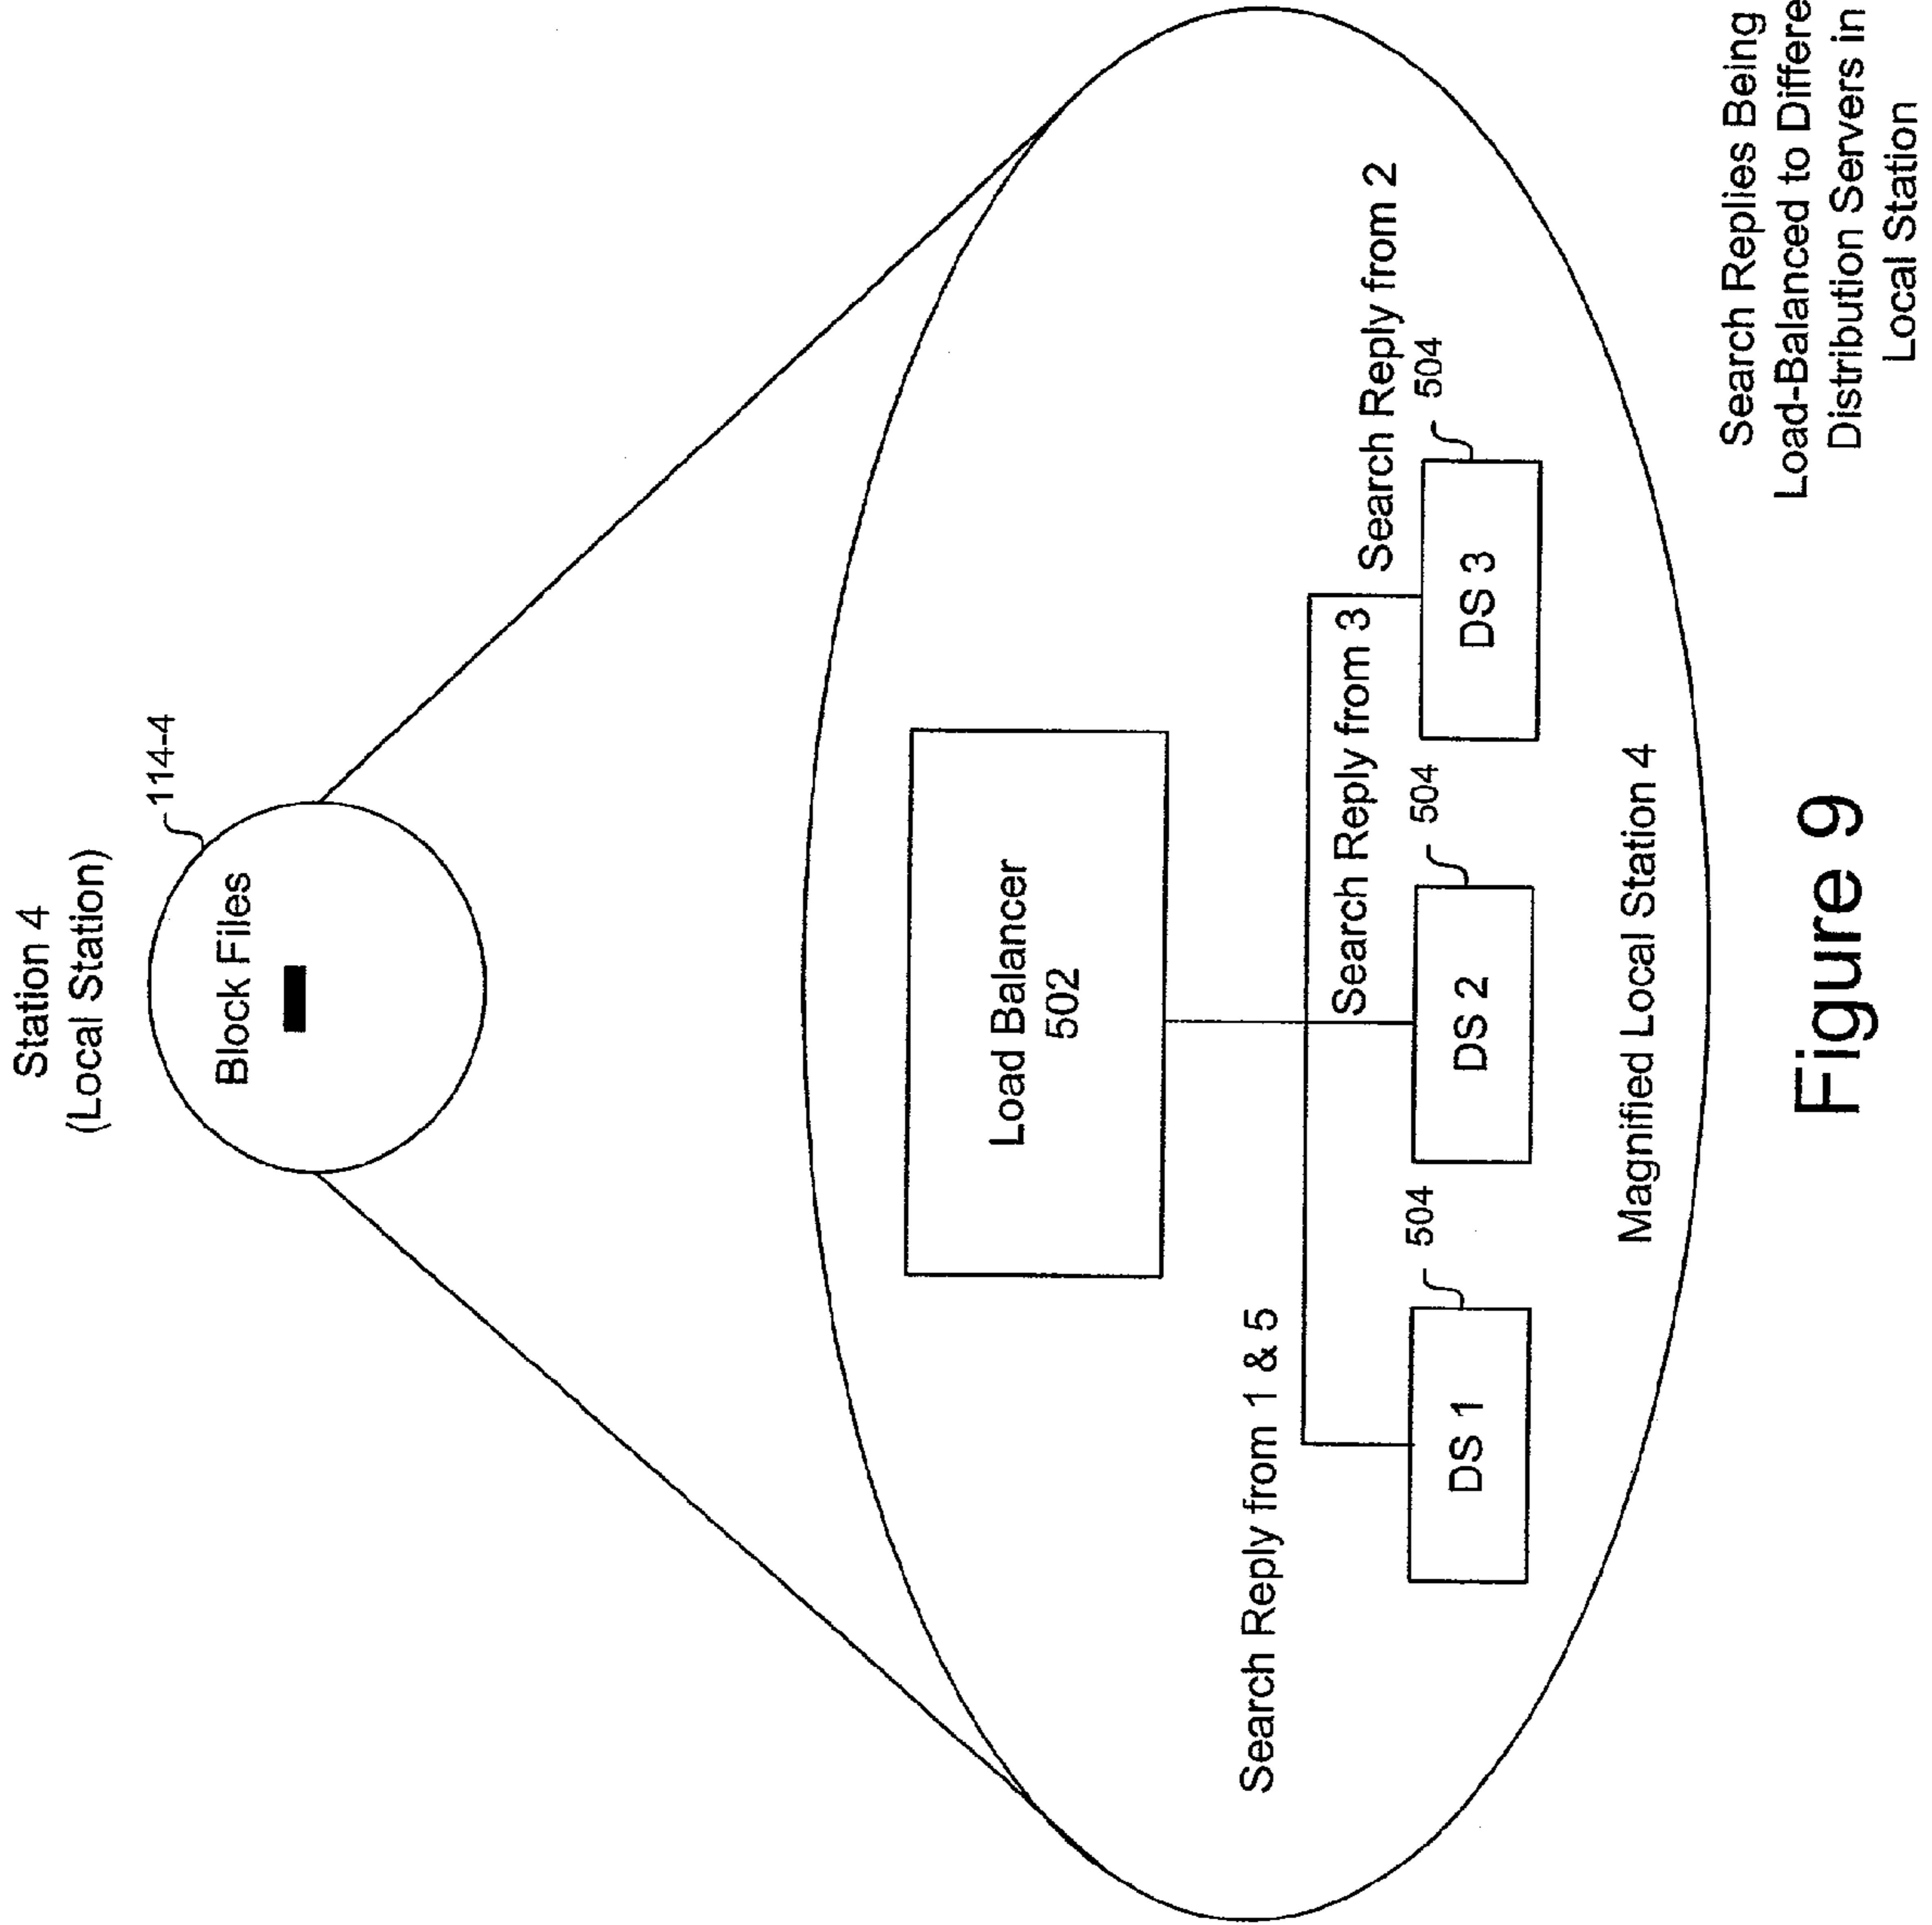 Station 4
(Local Station)
114-4
Block Files
Load Balancer
502
Search Reply from 1 & 5
Search Reply from 3
Search Reply from 2
504
504
504
DS 1
DS 2
DS 3
Magnified Local Station 4
Figure 9
Search Replies Being
Load-Balanced to Differe
Distribution Servers in
Local Station